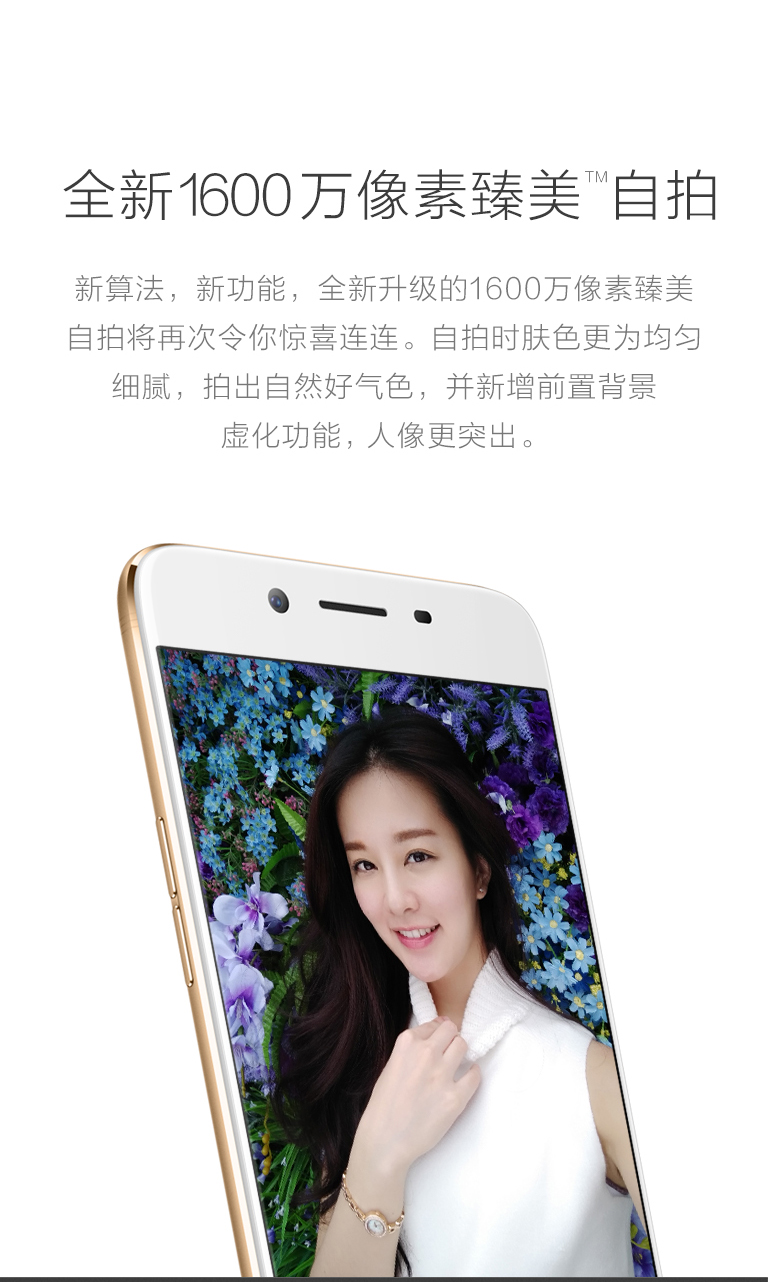 全新1600万像素臻美™自拍
新算法，新功能，全新升级的1600万像素臻美
自拍将再次令你惊喜连连。自拍时肤色更为均匀
细腻，拍出自然好气色，并新增前置背景
虚化功能，人像更突出。